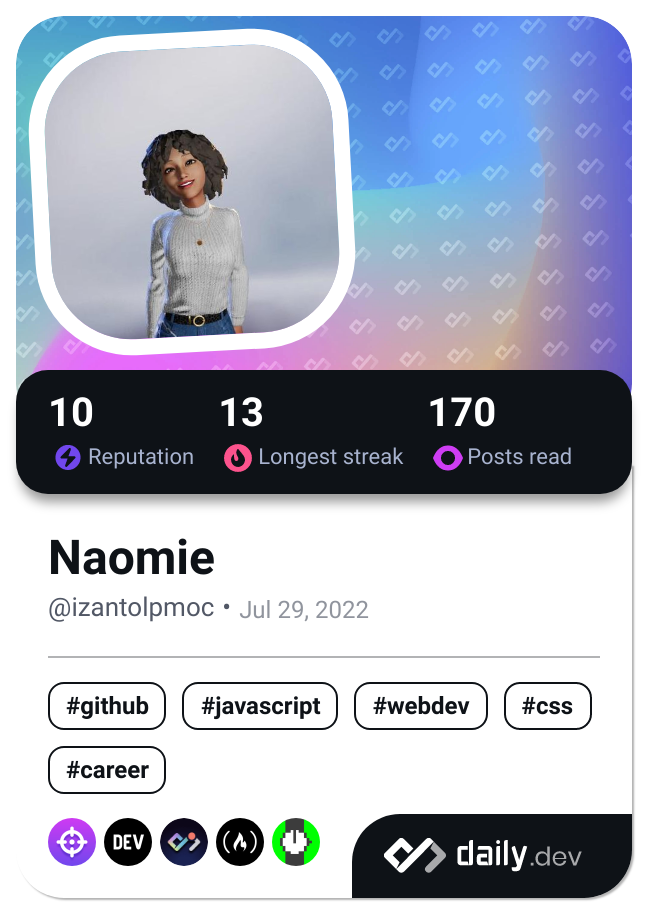 10 13 170
Reputation Longest streak Posts read
Naomie
@izantolpmoc • Jul 29, 2022
#github #javascript #webdev #css
#career
DEV daily.dev